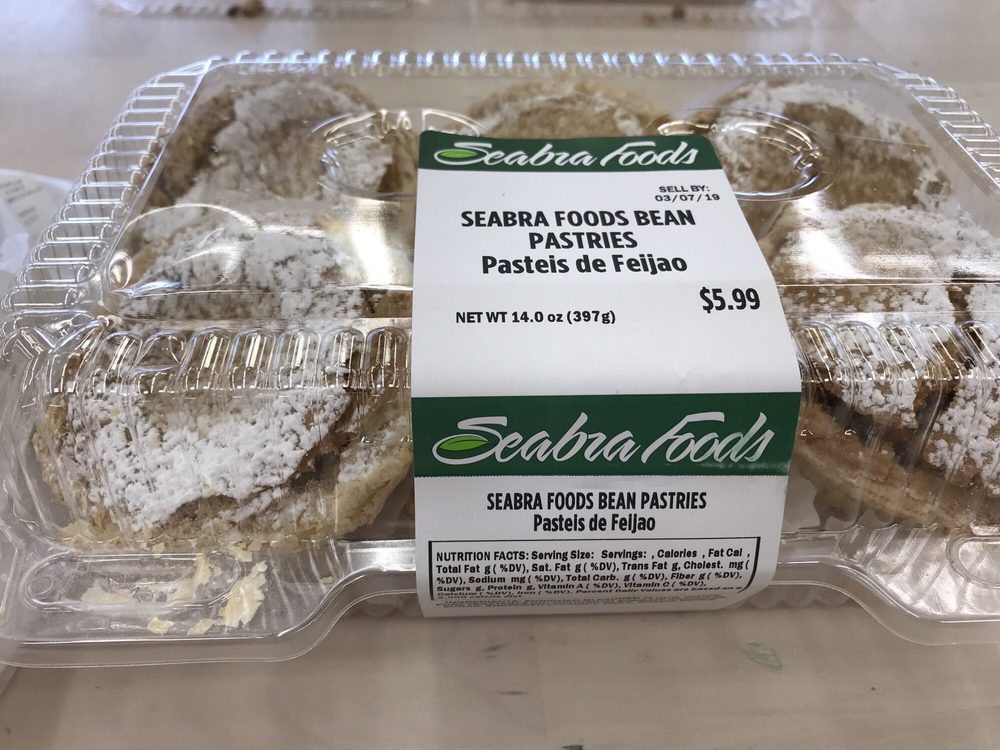 Seabra Foods
SELL BY:
03/07/19
SEABRA FOODS BEAN
PASTRIES
Pasteis de Feijao
$5.99
NET WT 14.0 oz (397g)
Seabra Foods
SEABRA FOODS BEAN PASTRIES
Pasteis de Feijao
NUTRITION FACTS: Serving Size: Servings: , Calories , Fat Cal ,
Total Fat g ( %DV), Sat. Fat g ( %DV), Trans Fat g, Cholest. mg (
%DV), Sodium mg ( %DV), Total Carb. g ( %DV), Fiber g ( %DV),
Sugars g, Protein g, Vitamin A ( %DV), Vitamin C ( %DV),
Calcium ( %DV), Iron ( %DV). Percent Daily Values are based on a